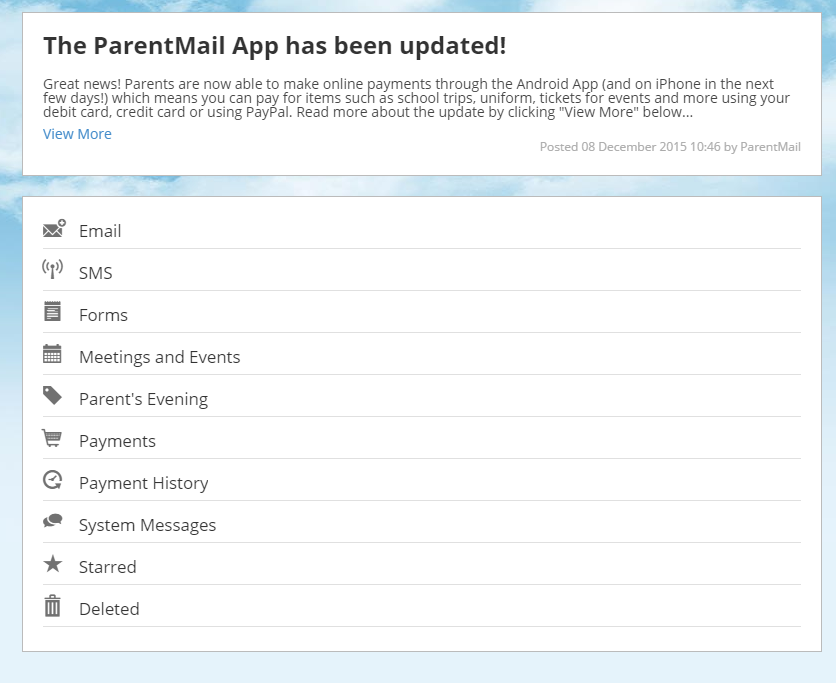 The ParentMail App has been updated!
Great news! Parents are now able to make online payments through the Android App (and on iPhone in the next
few days!) which means you can pay for items such as school trips, uniform, tickets for events and more using your
debit card, credit card or using PayPal. Read more about the update by clicking "View More" below...
View More
Posted 08 December 2015 10:46 by ParentMail
Email
SMS
Forms
Meetings and Events
Parent's Evening
Payments
Payment History
System Messages
Starred
Deleted